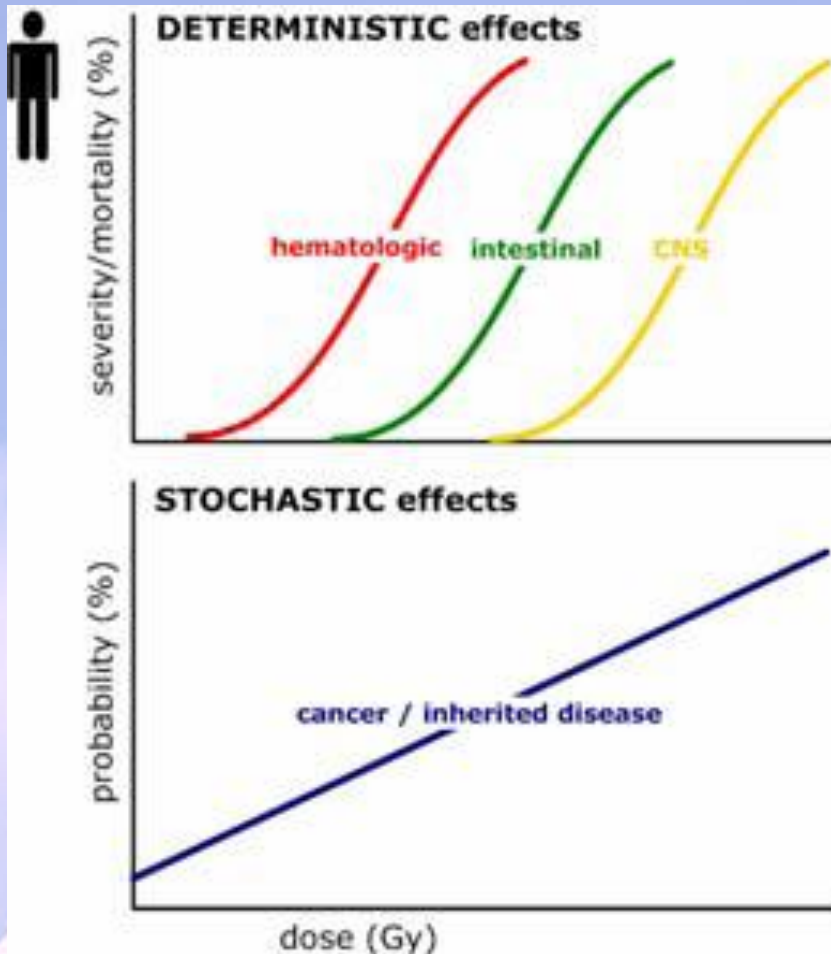 DETERMINISTIC effects
severity/mortality (%)
hematologic
intestinal
CNS
STOCHASTIC effects
probability (%)
cancer / inherited disease
dose (Gy)